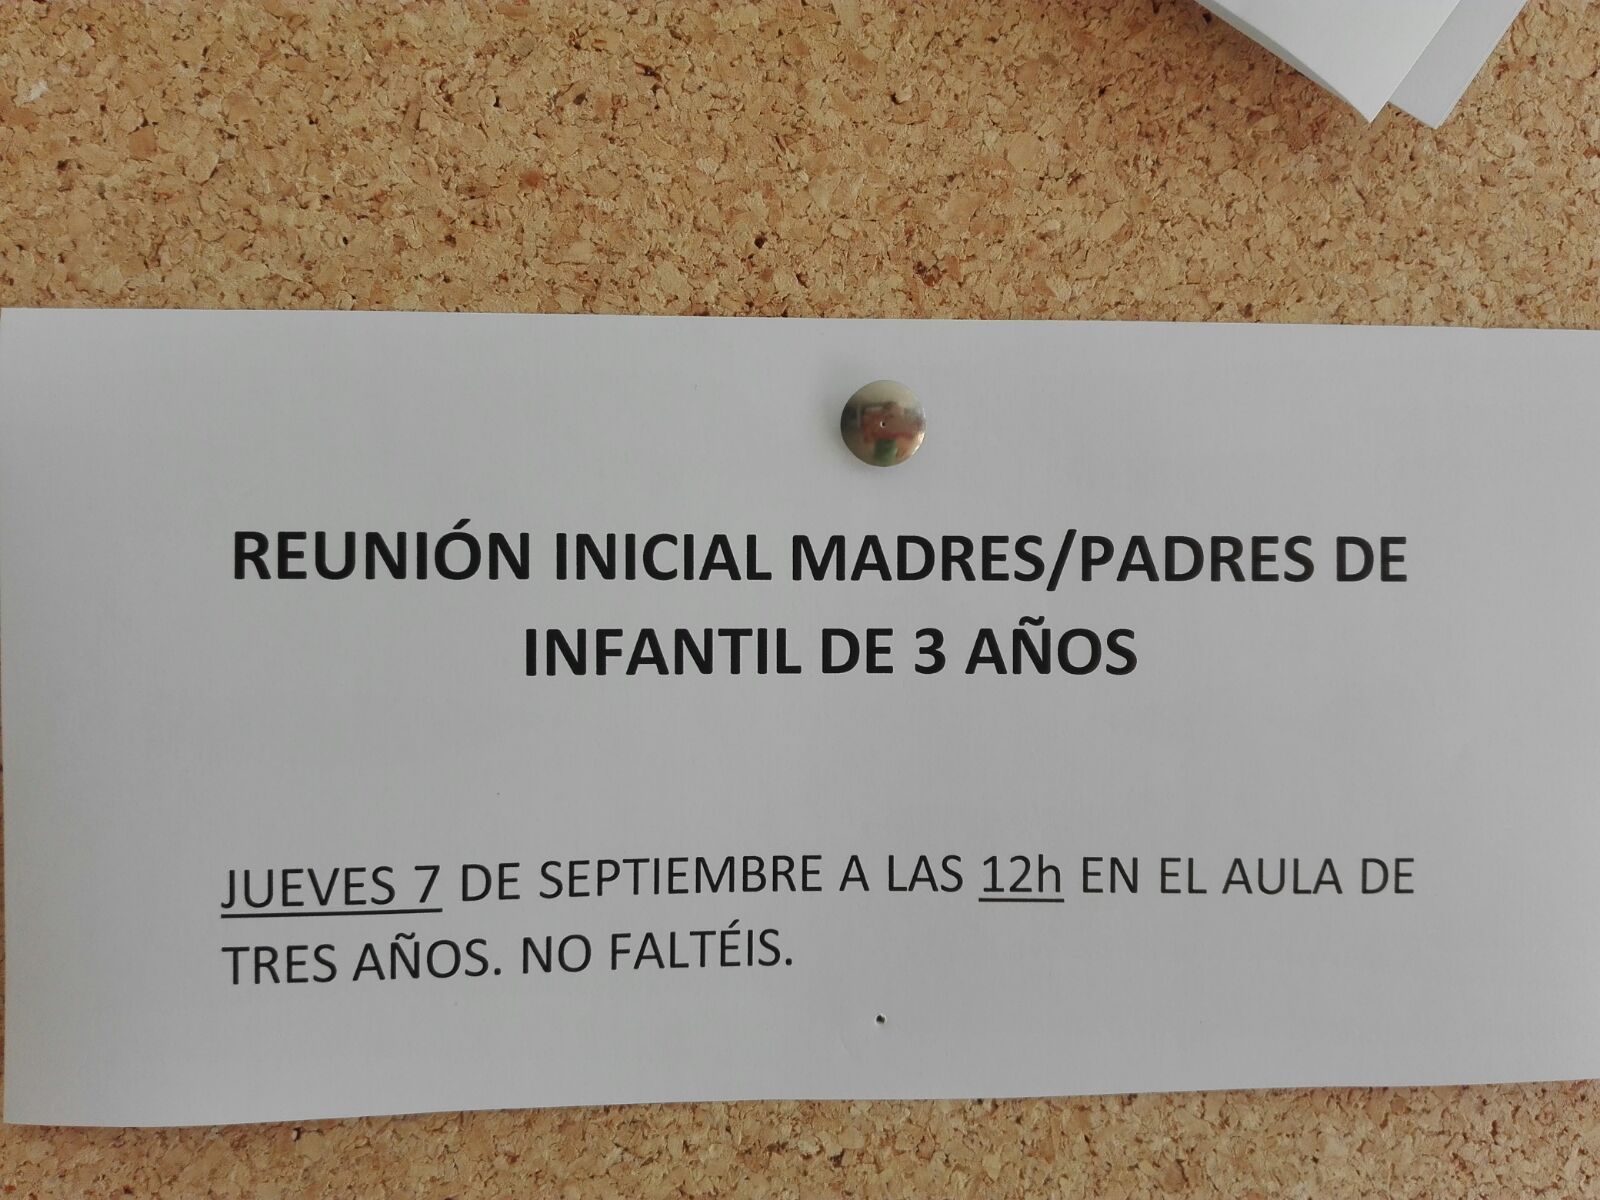 REUNIÓN INICIAL MADRES/PADRES DE
INFANTIL DE 3 AÑOS
JUEVES 7 DE SEPTIEMBRE A LAS 12h EN EL AULA DE
TRES AÑOS. NO FALTÉIS.